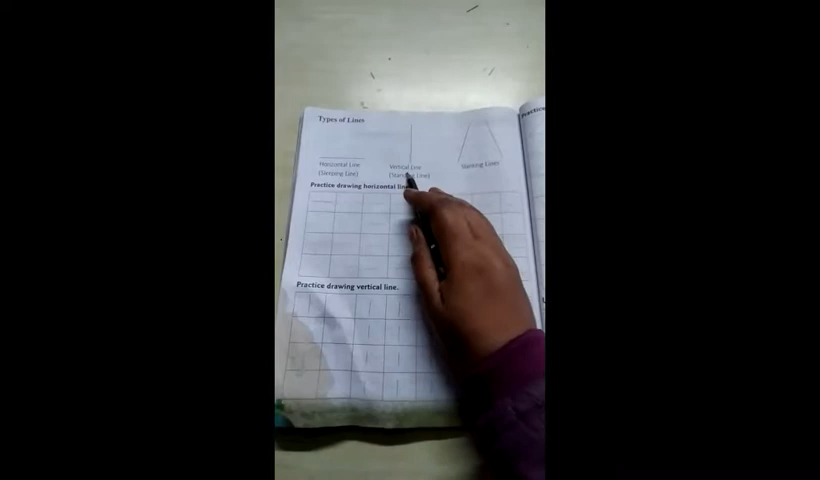 Types of Lines
Practice
Horizontal Line
Vertical Line
Slanting Lines
(Sleeping Line)
(Standing Line)
Practice drawing horizontal line
Practice drawing vertical line.